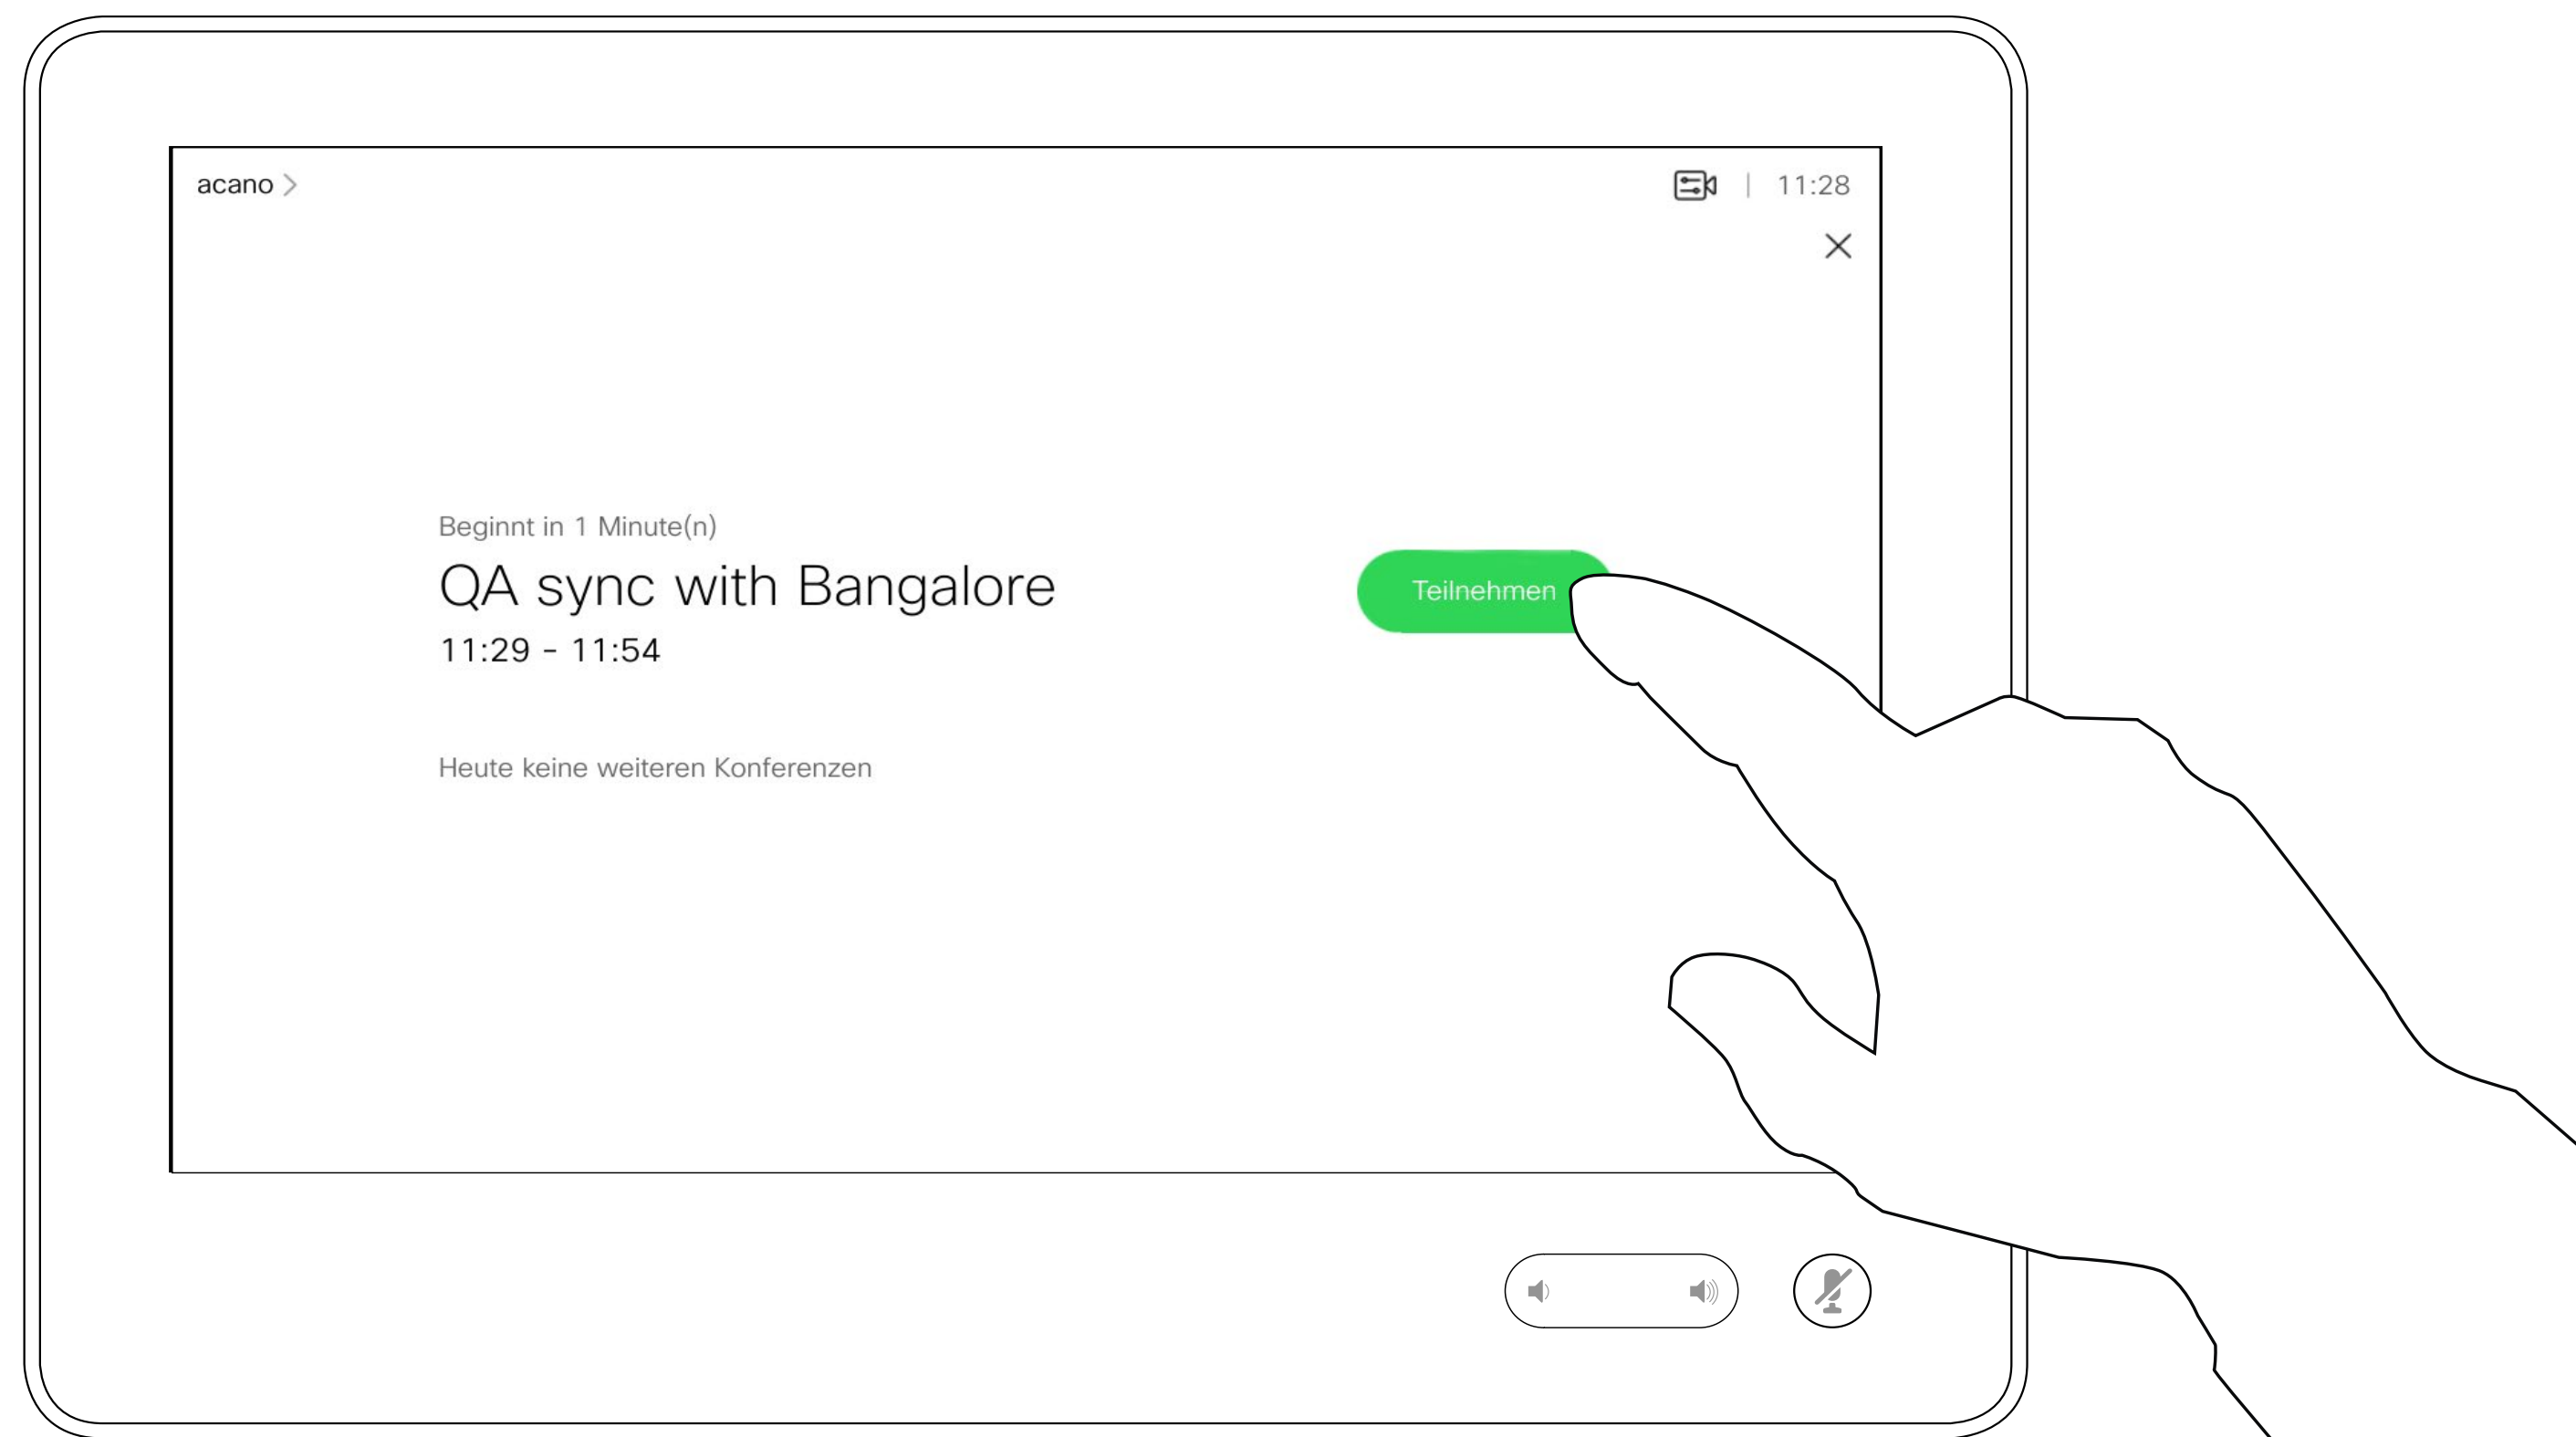 acano
11:28
Beginnt in 1 Minute(n)
QA sync with Bangalore
11:29 - 11:54
Teilnehmen
Heute keine weiteren Konferenzen